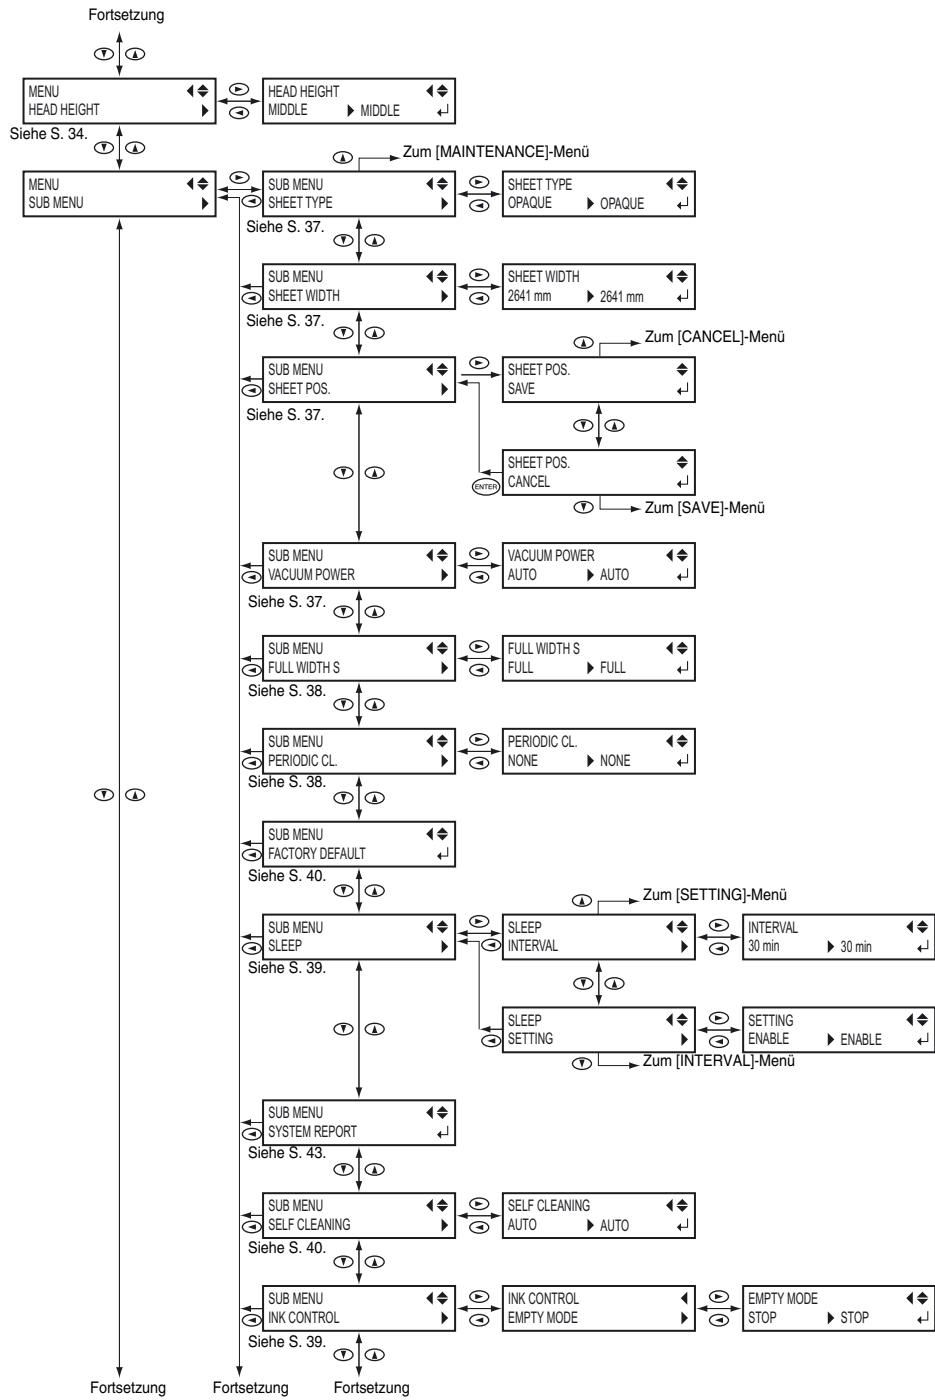 Fortsetzung
MENU
HEAD HEIGHT
HEAD HEIGHT
MIDDLE MIDDLE
Siehe S. 34.
Zum [MAINTENANCE]-Menü
MENU
SUB MENU
SUB MENU
SHEET TYPE
SHEET TYPE
OPAQUE OPAQUE
Siehe S. 37.
SUB MENU
SHEET WIDTH
SHEET WIDTH
2641 mm 2641 mm
Siehe S. 37.
Zum [CANCEL]-Menü
SUB MENU
SHEET POS.
SHEET POS.
SAVE
Siehe S. 37.
SHEET POS.
CANCEL
ENTER
Zum [SAVE]-Menü
SUB MENU
VACUUM POWER
VACUUM POWER
AUTO AUTO
Siehe S. 37.
SUB MENU
FULL WIDTH S
FULL WIDTH S
FULL FULL
Siehe S. 38.
SUB MENU
PERIODIC CL.
PERIODIC CL.
NONE NONE
Siehe S. 38.
SUB MENU
FACTORY DEFAULT
Siehe S. 40.
Zum [SETTING]-Menü
SUB MENU
SLEEP
SLEEP
INTERVAL
INTERVAL
30 min 30 min
Siehe S. 39.
SLEEP
SETTING
SETTING
ENABLE ENABLE
Zum [INTERVAL]-Menü
SUB MENU
SYSTEM REPORT
Siehe S. 43.
SUB MENU
SELF CLEANING
SELF CLEANING
AUTO AUTO
Siehe S. 40.
SUB MENU
INK CONTROL
INK CONTROL
EMPTY MODE
EMPTY MODE
STOP STOP
Siehe S. 39.
Fortsetzung Fortsetzung Fortsetzung